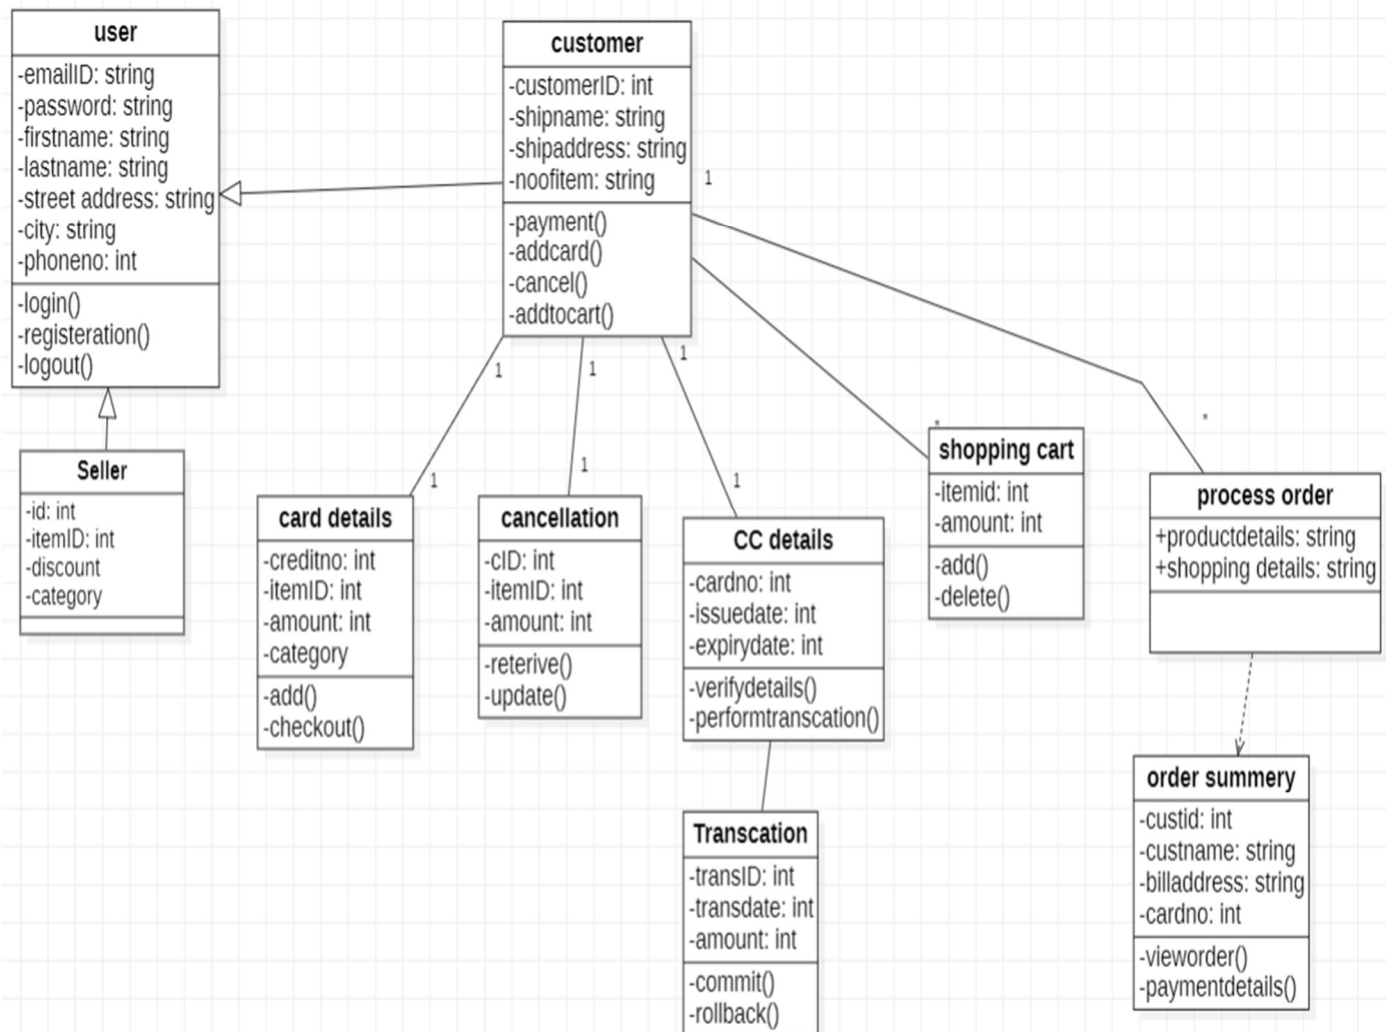 user
-emailID: string
-password: string
-firstname: string
-lastname: string
-street address: string
-city: string
-phoneno: int
-login()
-registeration()
-logout()
customer
-customerID: int
-shipname: string
-shipaddress: string
-noofitem: string
-payment()
-addcard()
-cancel()
-addtocart()
1
1
1
1
*
*
1
1
1
Seller
-id: int
-itemID: int
-discount
-category
card details
-creditno: int
-itemID: int
-amount: int
-category
-add()
-checkout()
cancellation
-cID: int
-itemID: int
-amount: int
-reterive()
-update()
CC details
-cardno: int
-issuedate: int
-expirydate: int
-verifydetails()
-performtranscation()
shopping cart
-itemid: int
-amount: int
-add()
-delete()
process order
+productdetails: string
+shopping details: string
Transcation
-transID: int
-transdate: int
-amount: int
-commit()
-rollback()
order summery
-custid: int
-custname: string
-billaddress: string
-cardno: int
-vieworder()
-paymentdetails()